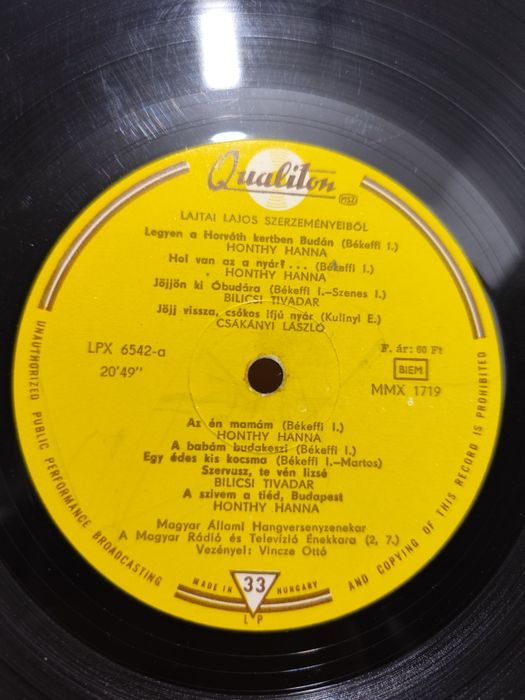 Qualiton
LAJTAI LAJOS SZERZEMÉNYEIBŐL
Legyen a Horváth kertben Budán (Békeffi I.)
HONTHY HANNA
Hol van az a nyár?... (Békeffi I.)
HONTHY HANNA
Jöjjön ki Óbudára (Békeffi I.—Szenes I.)
BILICSI TIVADAR
Jöjj vissza, csókos ifjú nyár (Kulinyi E.)
CSÁKÁNYI LÁSZLÓ
LPX 6542-a
20'49"
F. ár: 60 Ft
BIEM
MMX 1719
Az én mamám (Békeffi I.)
HONTHY HANNA
A babám budakeszi (Békeffi I.)
Egy édes kis kocsma (Békeffi I.—Martos)
Szervusz, te vén lizsé
BILICSI TIVADAR
A szivem a tiéd, Budapest
HONTHY HANNA
Magyar Állami Hangversenyzenekar
A Magyar Rádió és Televízió Énekkara (2, 7.)
Vezényel: Vincze Ottó
UNAUTHORIZED PUBLIC PERFORMANCE BROADCASTING AND COPYING OF THIS RECORD IS PROHIBITED
MADE IN 33 HUNGARY
LP